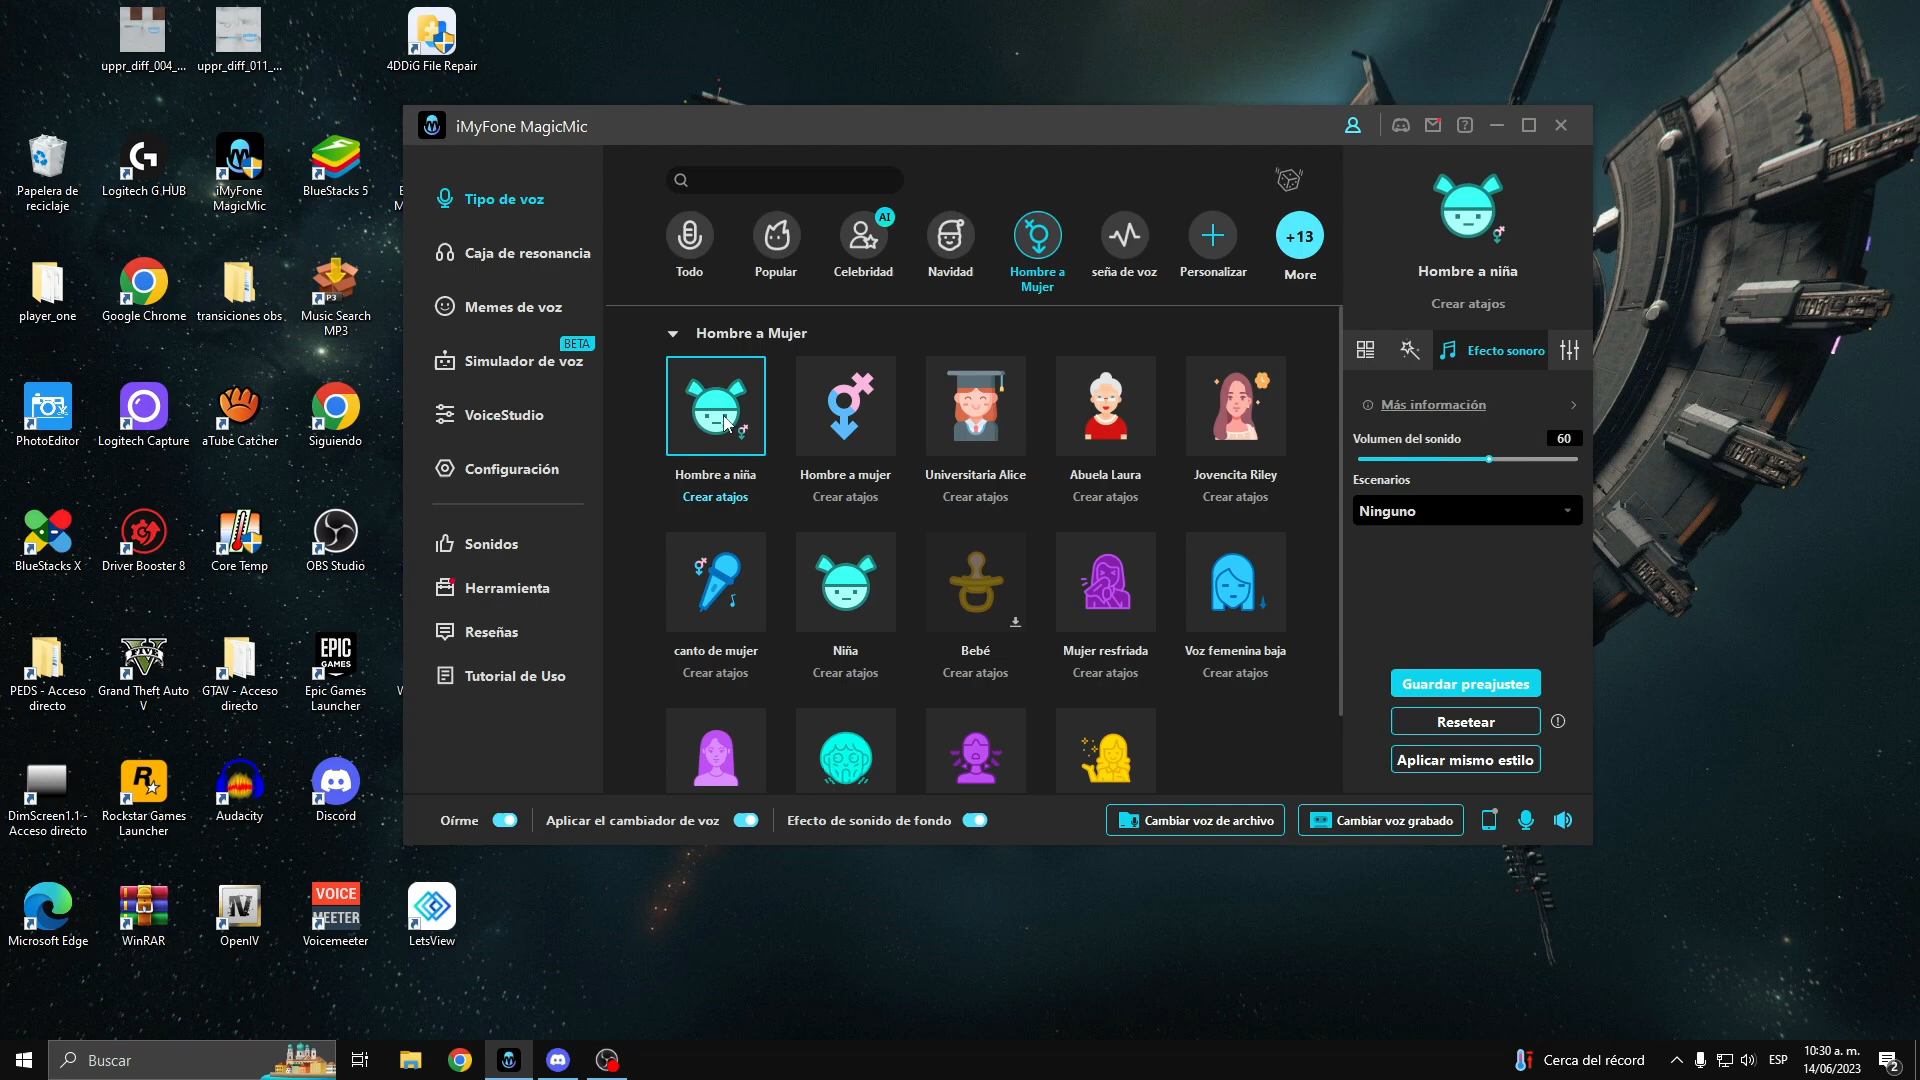 uppr_diff_004_...
uppr_diff_011_...
4DDiG File Repair
Papelera de reciclaje
Logitech G HUB
iMyFone MagicMic
BlueStacks 5
player_one
Google Chrome
transiciones obs
Music Search MP3
PhotoEditor
Logitech Capture
aTube Catcher
Siguiendo
BlueStacks X
Driver Booster 8
Core Temp
OBS Studio
PEDS - Acceso directo
Grand Theft Auto V
GTAV - Acceso directo
EPIC GAMES
Epic Games Launcher
DimScreen1.1 - Acceso directo
Rockstar Games Launcher
Audacity
Discord
Microsoft Edge
WinRAR
OpenIV
VOICE MEETER
Voicemeeter
LetsView
iMyFone MagicMic
Tipo de voz
Caja de resonancia
Memes de voz
BETA
Simulador de voz
VoiceStudio
Configuración
Sonidos
Herramienta
Reseñas
Tutorial de Uso
Todo
Popular
AI
Celebridad
Navidad
Hombre a Mujer
seña de voz
Personalizar
+13
More
Hombre a Mujer
Hombre a niña
Crear atajos
Hombre a mujer
Crear atajos
Universitaria Alice
Crear atajos
Abuela Laura
Crear atajos
Jovencita Riley
Crear atajos
canto de mujer
Crear atajos
Niña
Crear atajos
Bebé
Crear atajos
Mujer resfriada
Crear atajos
Voz femenina baja
Crear atajos
Hombre a niña
Crear atajos
Efecto sonoro
Más información
Volumen del sonido
60
Escenarios
Ninguno
Guardar preajustes
Resetear
Aplicar mismo estilo
Oírme
Aplicar el cambiador de voz
Efecto de sonido de fondo
Cambiar voz de archivo
Cambiar voz grabado
Buscar
Cerca del récord
ESP
10:30 a. m.
14/06/2023
2